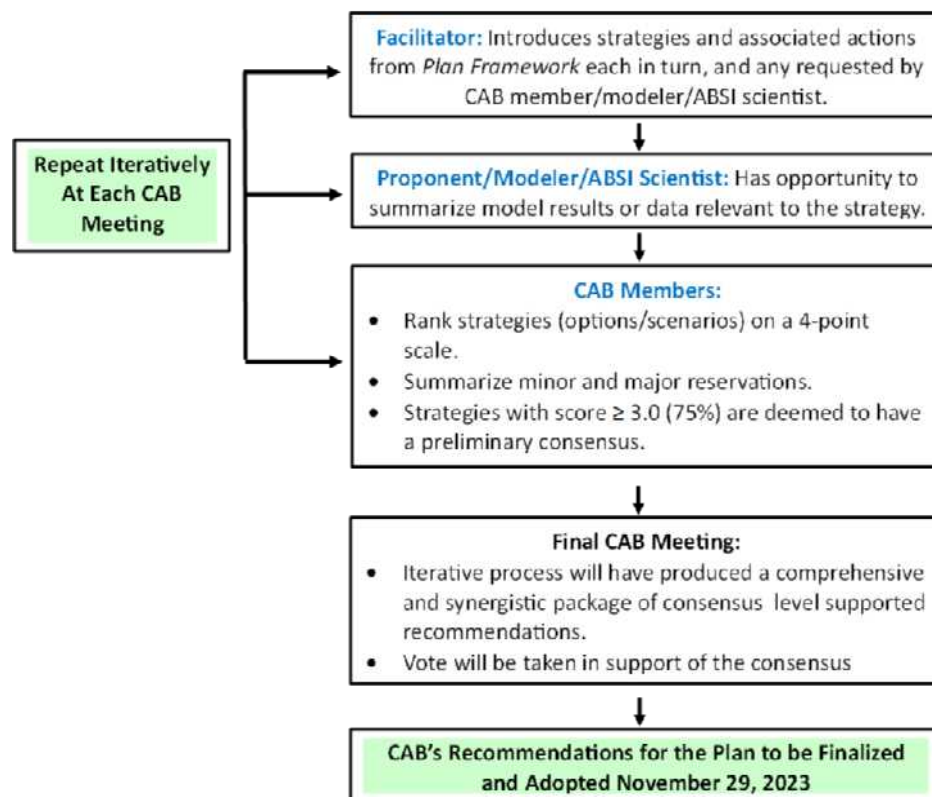 Facilitator: Introduces strategies and associated actions
from Plan Framework each in turn, and any requested by
CAB member/modeler/ABSI scientist.
Repeat Iteratively
At Each CAB
Meeting
Proponent/Modeler/ABSI Scientist: Has opportunity to
summarize model results or data relevant to the strategy.
CAB Members:
• Rank strategies (options/scenarios) on a 4-point
scale.
• Summarize minor and major reservations.
• Strategies with score ≥ 3.0 (75%) are deemed to have
a preliminary consensus.
Final CAB Meeting:
• Iterative process will have produced a comprehensive
and synergistic package of consensus level supported
recommendations.
• Vote will be taken in support of the consensus
CAB's Recommendations for the Plan to be Finalized
and Adopted November 29, 2023